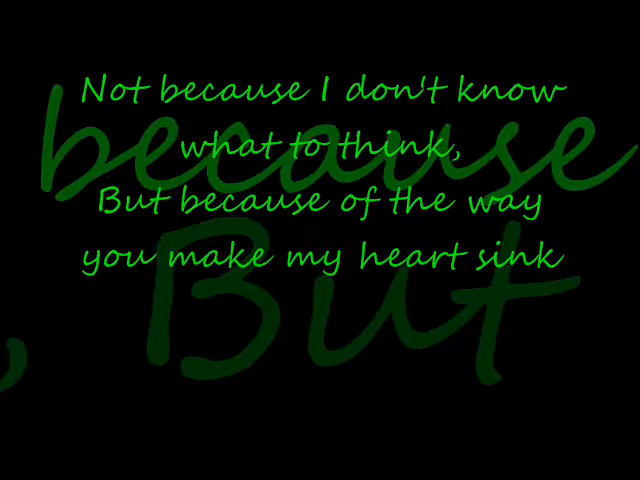 Not because I don't know
what to think,
But because of the way
you make my heart sink
because
, But